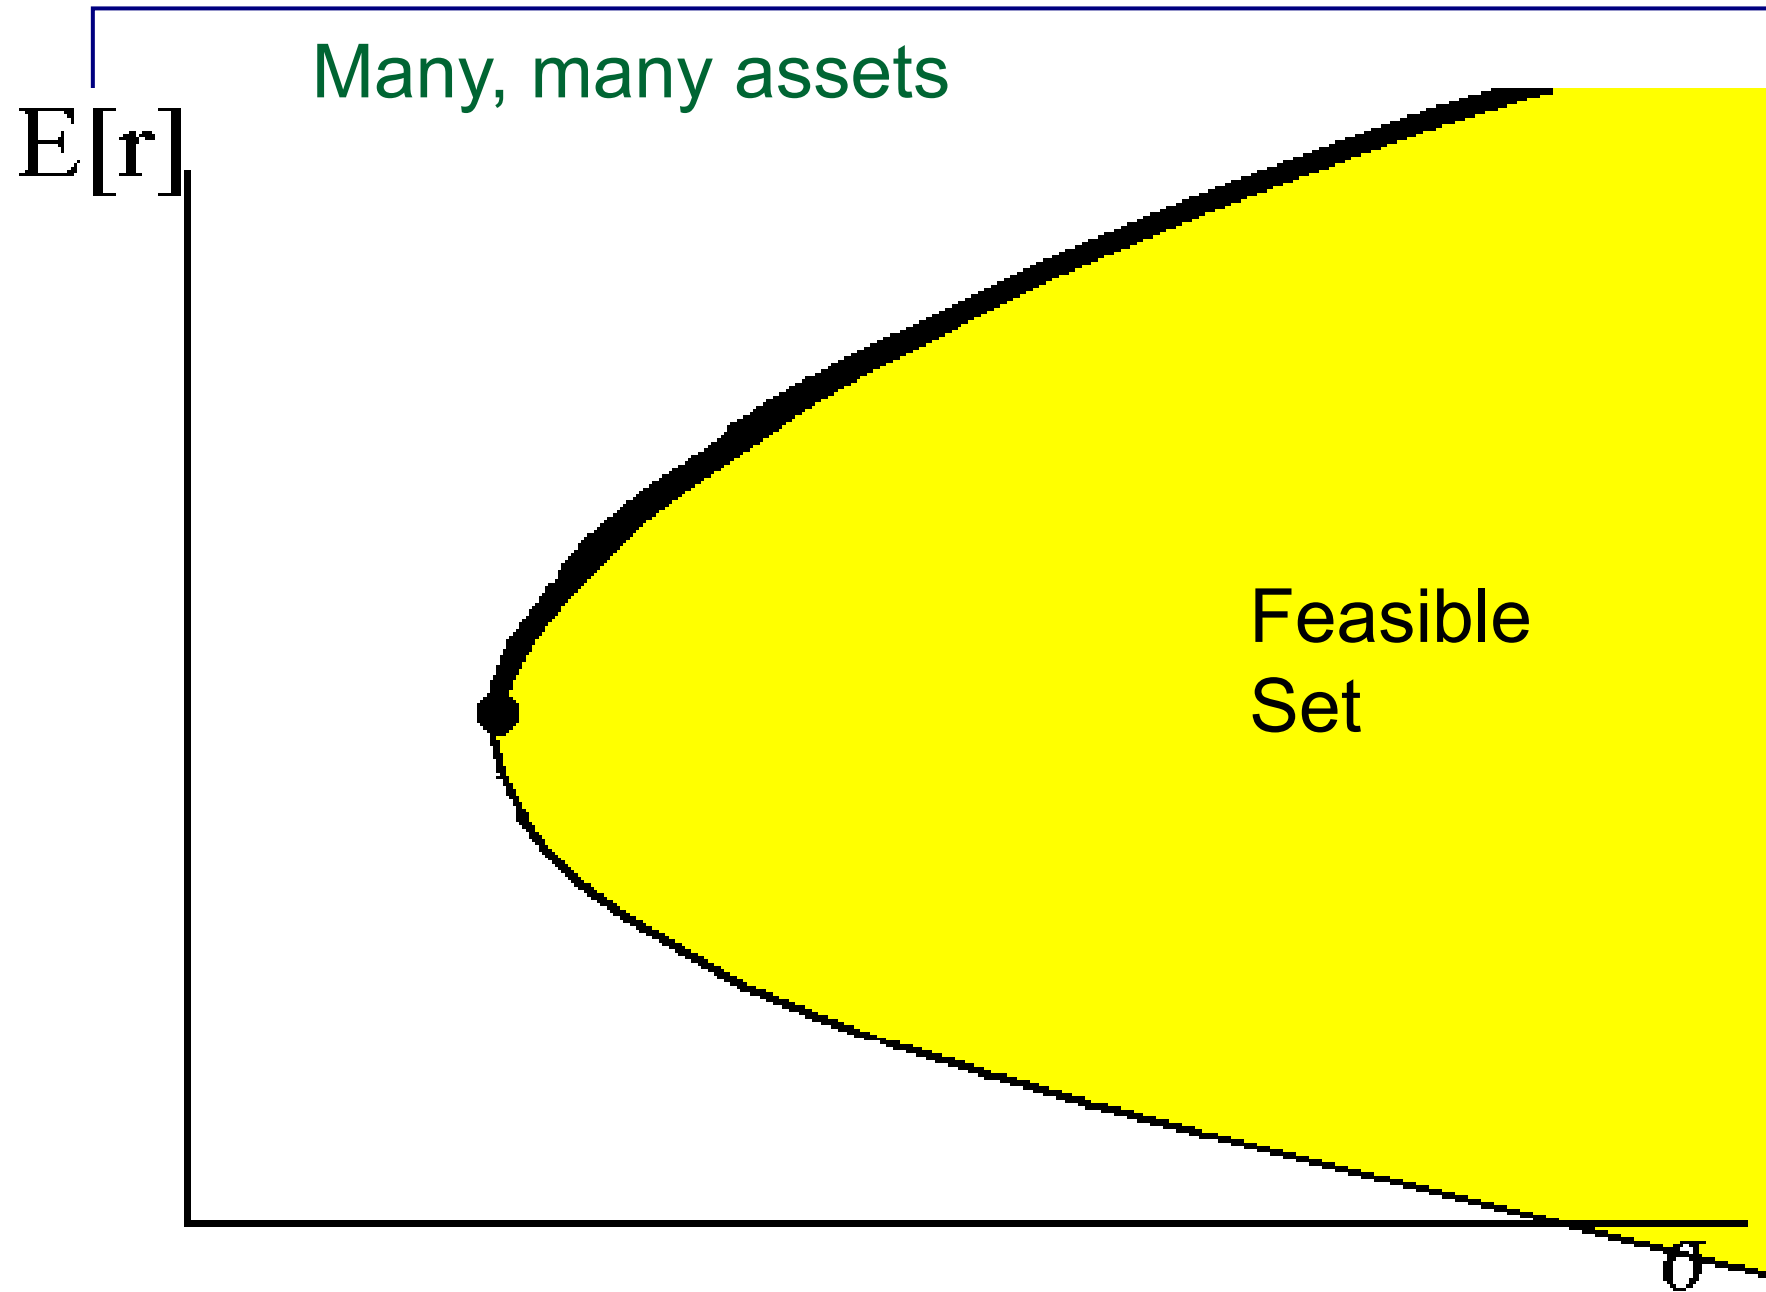 Many, many assets
E[r]
Feasible
Set
σ